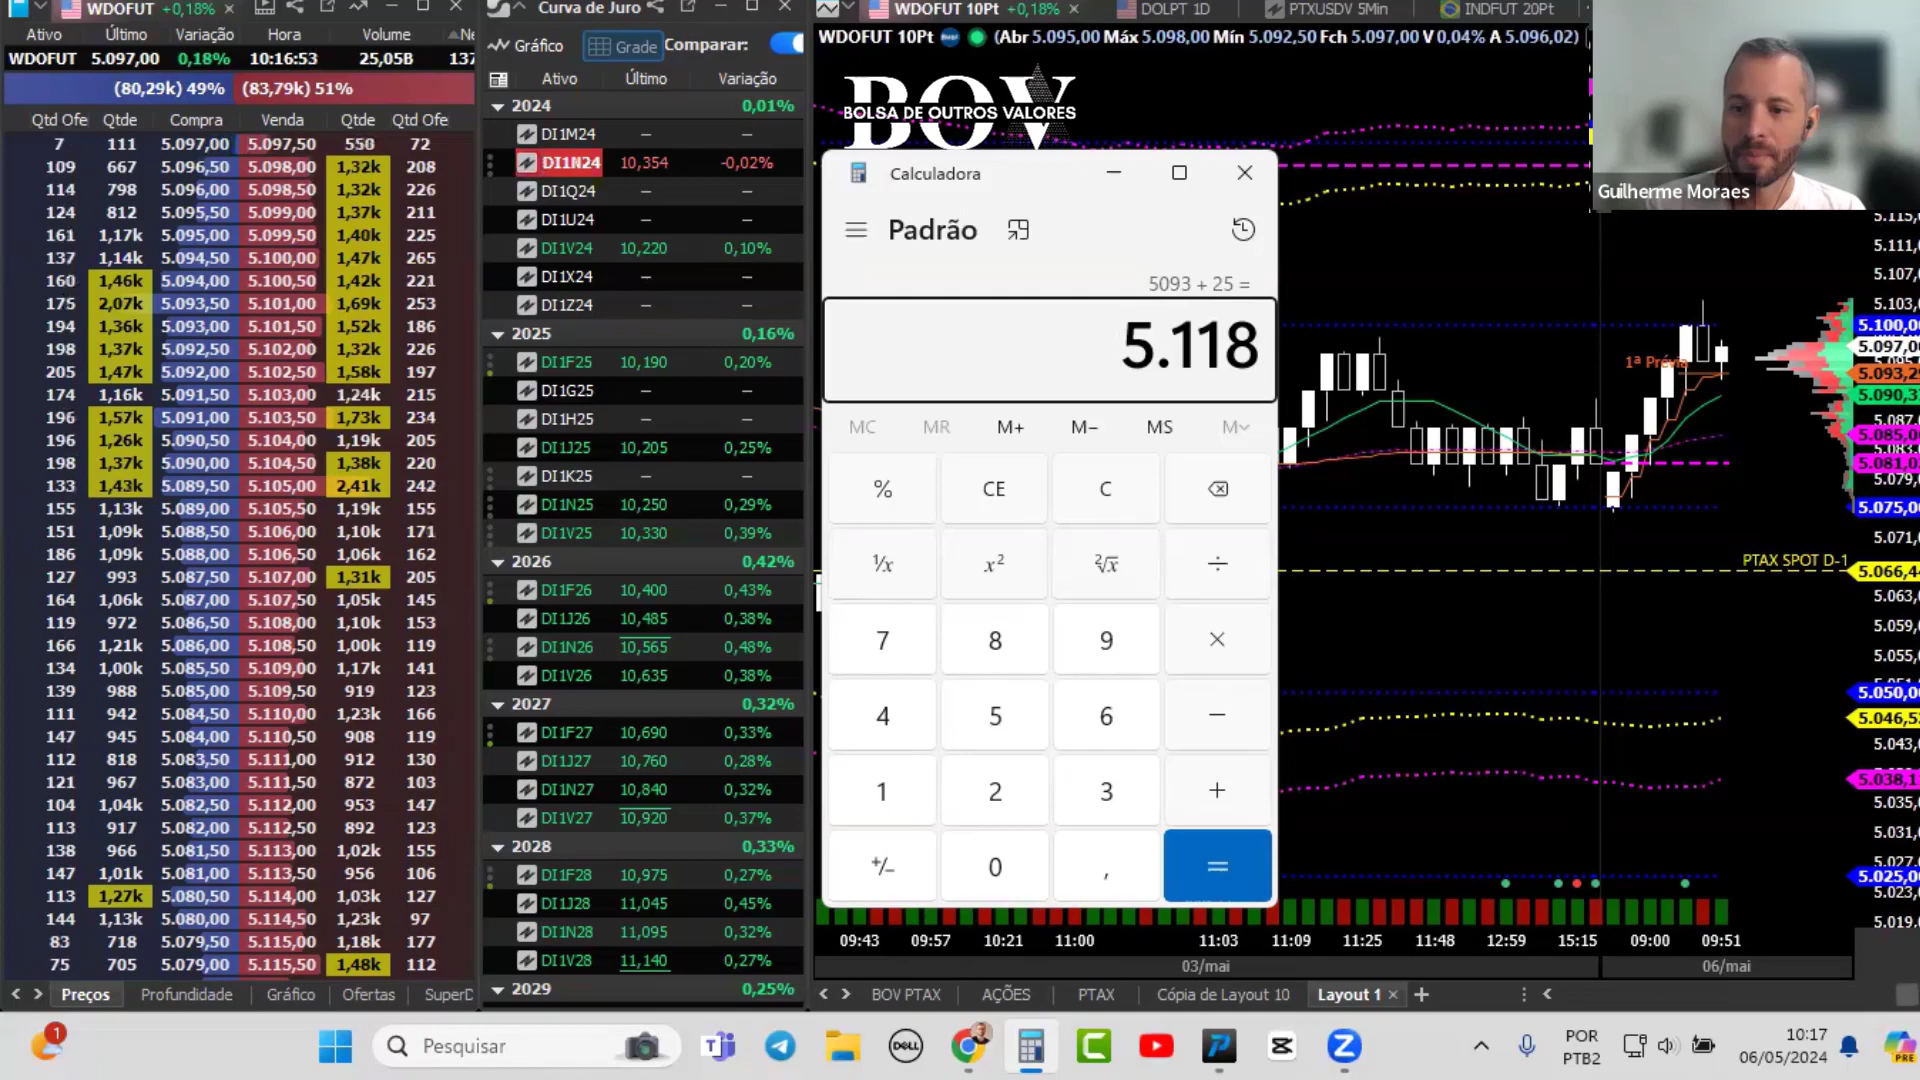 WDOFUT +0,18%
Ativo Último Variação Hora Volume Ne
WDOFUT 5.097,00 0,18% 10:16:53 25,05B 137
(80,29k) 49% (83,79k) 51%
Qtd Ofe Qtde Compra Venda Qtde Qtd Ofe
7 111 5.097,00 5.097,50 550 72
109 667 5.096,50 5.098,00 1,32k 208
114 798 5.096,00 5.098,50 1,32k 226
124 812 5.095,50 5.099,00 1,37k 211
161 1,17k 5.095,00 5.099,50 1,40k 225
137 1,14k 5.094,50 5.100,00 1,47k 265
160 1,46k 5.094,00 5.100,50 1,42k 221
175 2,07k 5.093,50 5.101,00 1,69k 253
194 1,36k 5.093,00 5.101,50 1,52k 186
198 1,37k 5.092,50 5.102,00 1,32k 226
205 1,47k 5.092,00 5.102,50 1,58k 197
174 1,16k 5.091,50 5.103,00 1,24k 215
196 1,57k 5.091,00 5.103,50 1,73k 234
196 1,26k 5.090,50 5.104,00 1,19k 205
198 1,37k 5.090,00 5.104,50 1,38k 220
133 1,43k 5.089,50 5.105,00 2,41k 242
155 1,13k 5.089,00 5.105,50 1,19k 155
151 1,09k 5.088,50 5.106,00 1,10k 171
186 1,09k 5.088,00 5.106,50 1,06k 162
127 993 5.087,50 5.107,00 1,31k 205
164 1,06k 5.087,00 5.107,50 1,05k 145
119 972 5.086,50 5.108,00 1,10k 153
166 1,21k 5.086,00 5.108,50 1,00k 119
134 1,00k 5.085,50 5.109,00 1,17k 141
139 988 5.085,00 5.109,50 919 123
111 942 5.084,50 5.110,00 1,23k 166
147 945 5.084,00 5.110,50 908 119
112 818 5.083,50 5.111,00 912 130
121 967 5.083,00 5.111,50 872 103
104 1,04k 5.082,50 5.112,00 953 147
113 917 5.082,00 5.112,50 892 123
138 966 5.081,50 5.113,00 1,02k 155
147 1,01k 5.081,00 5.113,50 956 106
113 1,27k 5.080,50 5.114,00 1,03k 127
144 1,13k 5.080,00 5.114,50 1,23k 97
83 718 5.079,50 5.115,00 1,18k 177
75 705 5.079,00 5.115,50 1,48k 112
Preços Profundidade Gráfico Ofertas SuperD
Curva de Juro
Gráfico Grade Comparar:
Ativo Último Variação
2024 0,01%
DI1M24 — —
DI1N24 10,354 -0,02%
DI1Q24 — —
DI1U24 — —
DI1V24 10,220 0,10%
DI1X24 — —
DI1Z24 — —
2025 0,16%
DI1F25 10,190 0,20%
DI1G25 — —
DI1H25 — —
DI1J25 10,205 0,25%
DI1K25 — —
DI1N25 10,250 0,29%
DI1V25 10,330 0,39%
2026 0,42%
DI1F26 10,400 0,43%
DI1J26 10,485 0,38%
DI1N26 10,565 0,48%
DI1V26 10,635 0,38%
2027 0,32%
DI1F27 10,690 0,33%
DI1J27 10,760 0,28%
DI1N27 10,840 0,32%
DI1V27 10,920 0,37%
2028 0,33%
DI1F28 10,975 0,27%
DI1J28 11,045 0,45%
DI1N28 11,095 0,32%
DI1V28 11,140 0,27%
2029 0,25%
WDOFUT 10Pt +0,18% DOLPT 1D PTXUSDV 5Min INDFUT 20Pt
WDOFUT 10Pt (Abr 5.095,00 Máx 5.098,00 Mín 5.092,50 Fch 5.097,00 V 0,04% A 5.096,02)
BOV
BOLSA DE OUTROS VALORES
Guilherme Moraes
Calculadora
Padrão
5093 + 25 =
5.118
MC MR M+ M− MS M
% CE C
¹/x x² ²√x ÷
7 8 9 ×
4 5 6 −
1 2 3 +
+/− 0 , =
1ª Prévia
PTAX SPOT D-1
5.115,
5.111,
5.107,
5.103,
5.100,0
5.097,0
5.093,2
5.090,3
5.087,
5.085,0
5.083,
5.081,0
5.079,
5.075,0
5.071,
5.066,4
5.063,
5.059,
5.055,
5.050,0
5.046,5
5.043,
5.038,1
5.035,
5.031,
5.027,
5.025,0
5.023,
5.019,
09:43 09:57 10:21 11:00 11:03 11:09 11:25 11:48 12:59 15:15 09:00 09:51
03/mai 06/mai
BOV PTAX AÇÕES PTAX Cópia de Layout 10 Layout 1
1
Pesquisar
DELL
POR
PTB2
10:17
06/05/2024
PRE